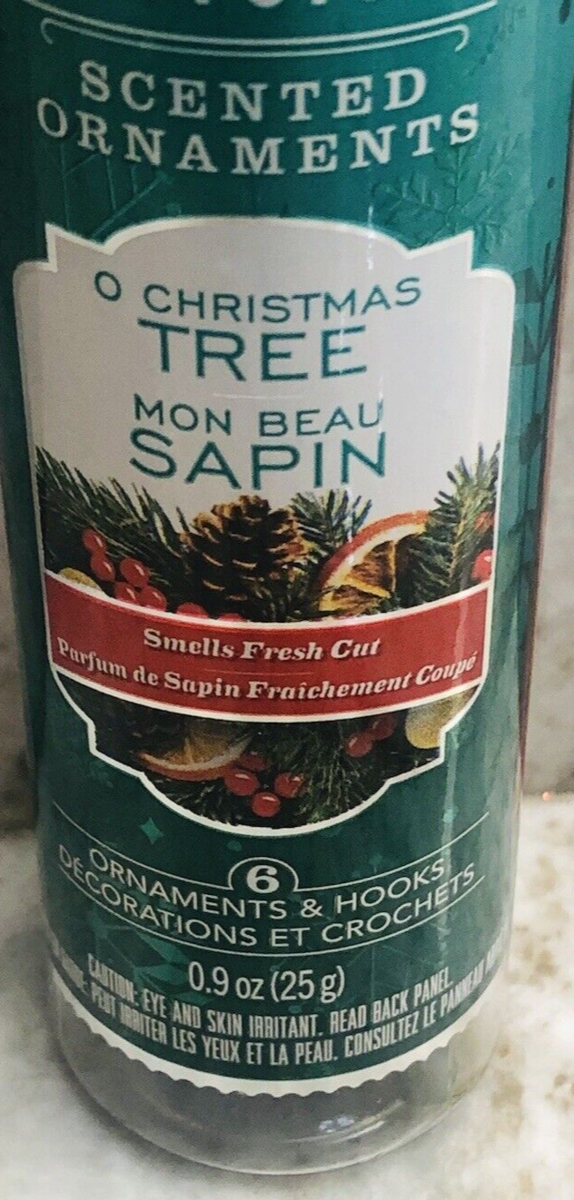 SCENTED
ORNAMENTS
O CHRISTMAS
TREE
MON BEAU
SAPIN
Smells Fresh Cut
Parfum de Sapin Fraîchement Coupé
6
ORNAMENTS & HOOKS
DÉCORATIONS ET CROCHETS
0.9 oz (25 g)
CAUTION: EYE AND SKIN IRRITANT. READ BACK PANEL.
PEUT IRRITER LES YEUX ET LA PEAU. CONSULTEZ LE PANNEAU